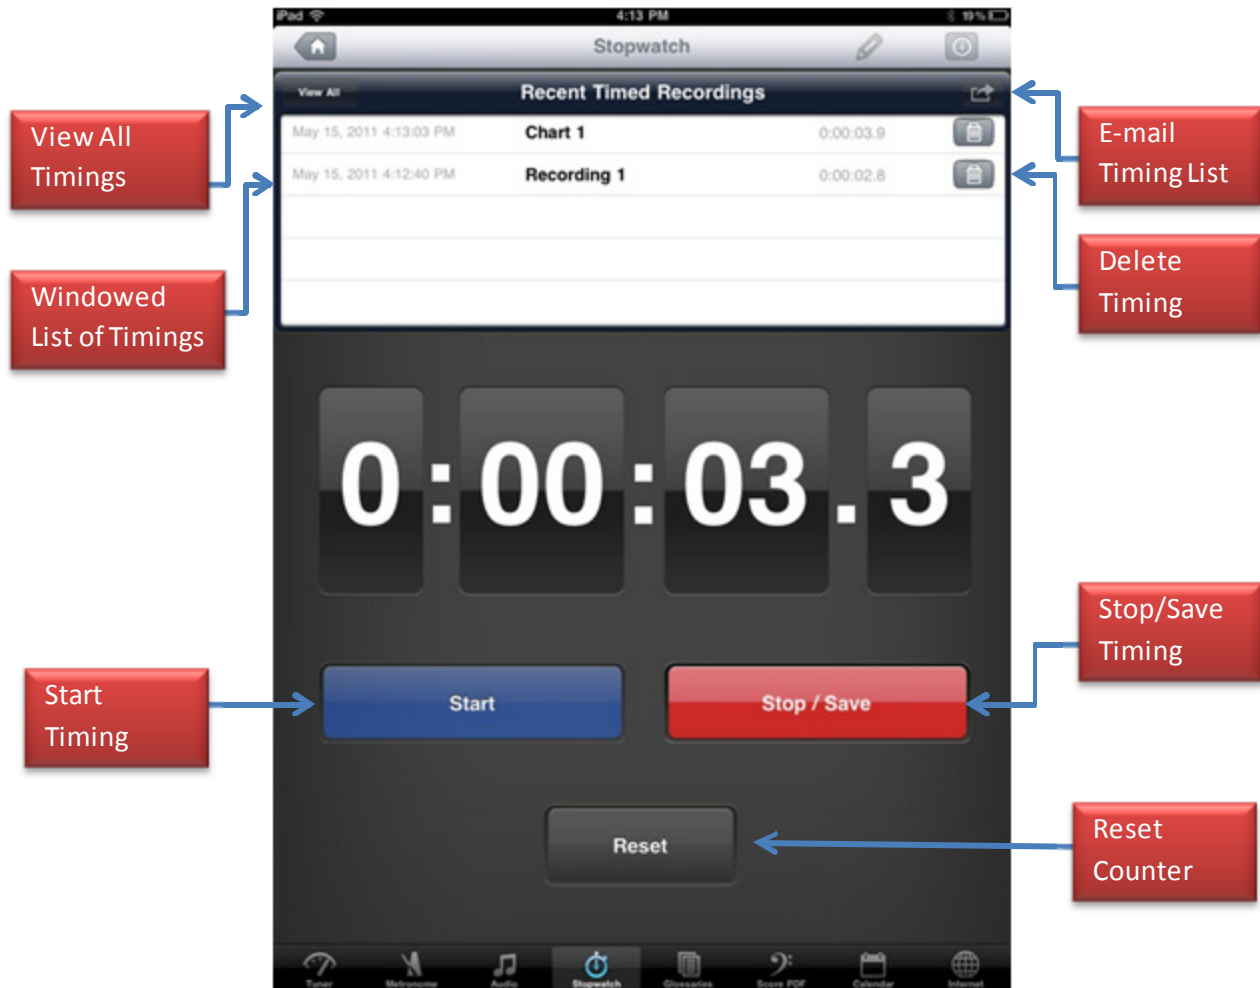 iPad 4:13 PM 19%
Stopwatch
View All Recent Timed Recordings
May 15, 2011 4:13:03 PM Chart 1 0:00:03.9
May 15, 2011 4:12:40 PM Recording 1 0:00:02.8
View All
Timings
Windowed
List of Timings
E-mail
Timing List
Delete
Timing
0:00:03.3
Start
Timing
Start
Stop / Save
Stop/Save
Timing
Reset
Reset
Counter
Tuner Metronome Audio Stopwatch Glossaries Score PDF Calendar Internet